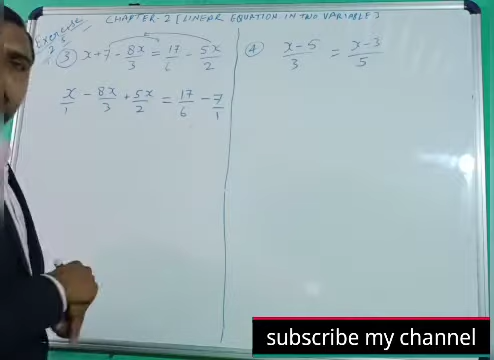 CHAPTER-2 [LINEAR EQUATION IN TWO VARIABLE]
Exercise
2.6
③ x+7 - 8x/3 = 17/6 - 5x/2
x/1 - 8x/3 + 5x/2 = 17/6 - 7/1
④ x-5/3 = x-3/5
subscribe my channel